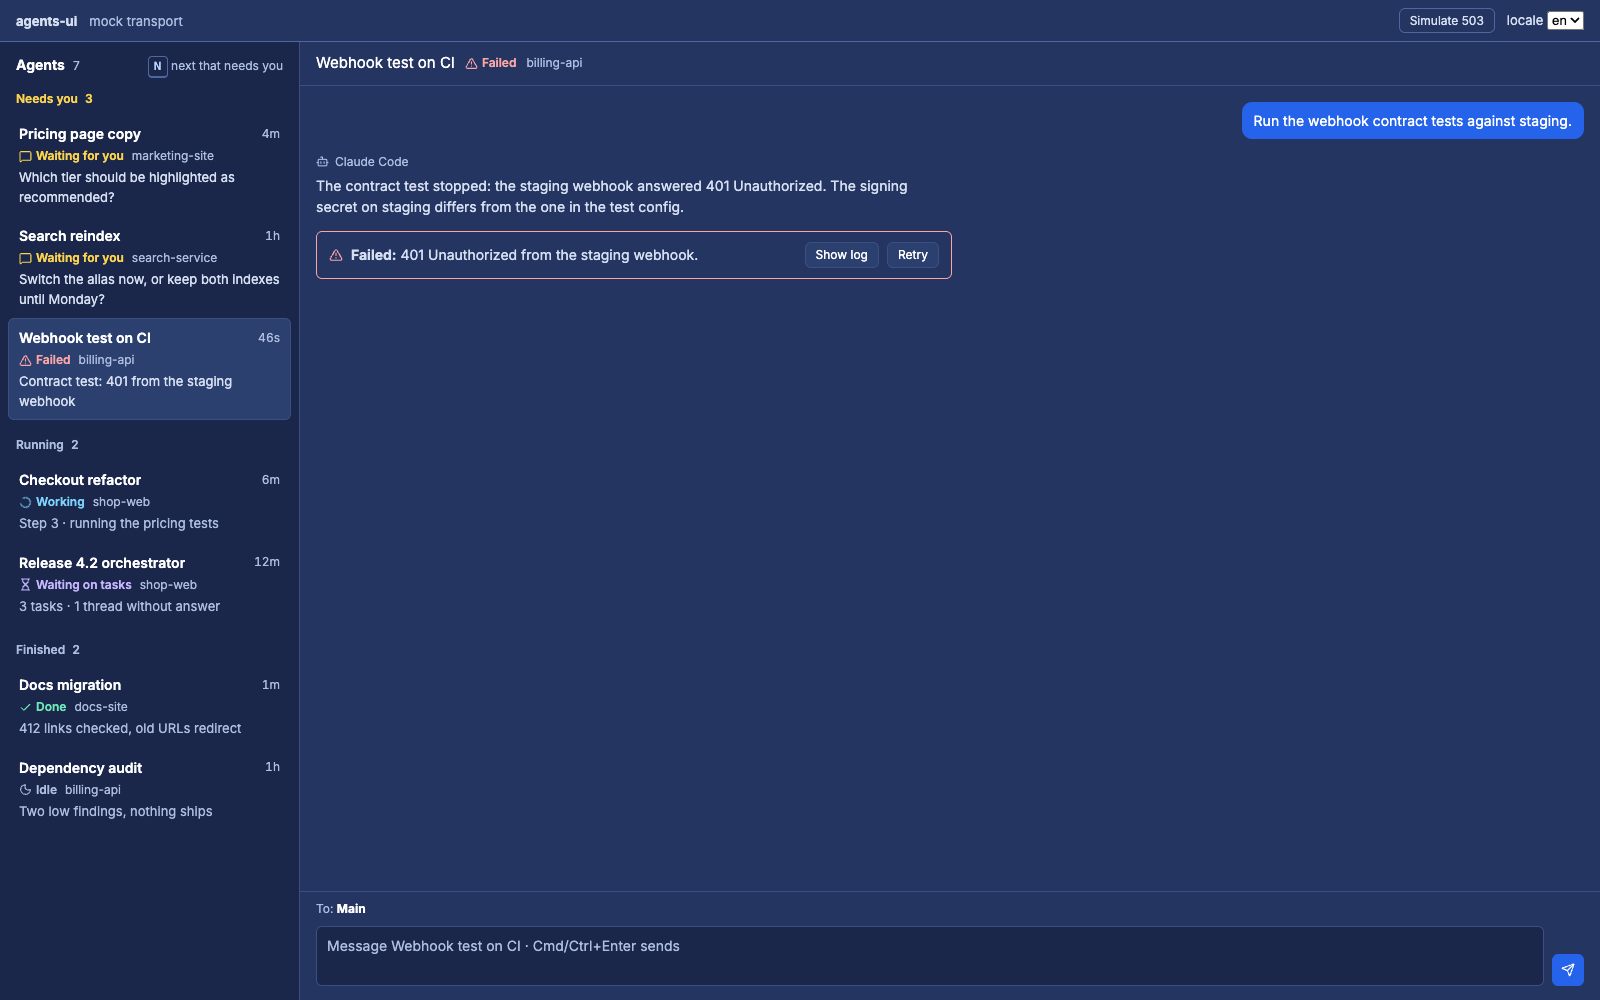 agents-ui mock transport
Simulate 503 locale en
Agents 7 N next that needs you
Needs you 3
Pricing page copy 4m
Waiting for you marketing-site
Which tier should be highlighted as
recommended?
Search reindex 1h
Waiting for you search-service
Switch the alias now, or keep both indexes
until Monday?
Webhook test on CI 46s
Failed billing-api
Contract test: 401 from the staging
webhook
Running 2
Checkout refactor 6m
Working shop-web
Step 3 · running the pricing tests
Release 4.2 orchestrator 12m
Waiting on tasks shop-web
3 tasks · 1 thread without answer
Finished 2
Docs migration 1m
Done docs-site
412 links checked, old URLs redirect
Dependency audit 1h
Idle billing-api
Two low findings, nothing ships
Webhook test on CI Failed billing-api
Run the webhook contract tests against staging.
Claude Code
The contract test stopped: the staging webhook answered 401 Unauthorized. The signing
secret on staging differs from the one in the test config.
Failed: 401 Unauthorized from the staging webhook. Show log Retry
To: Main
Message Webhook test on CI · Cmd/Ctrl+Enter sends